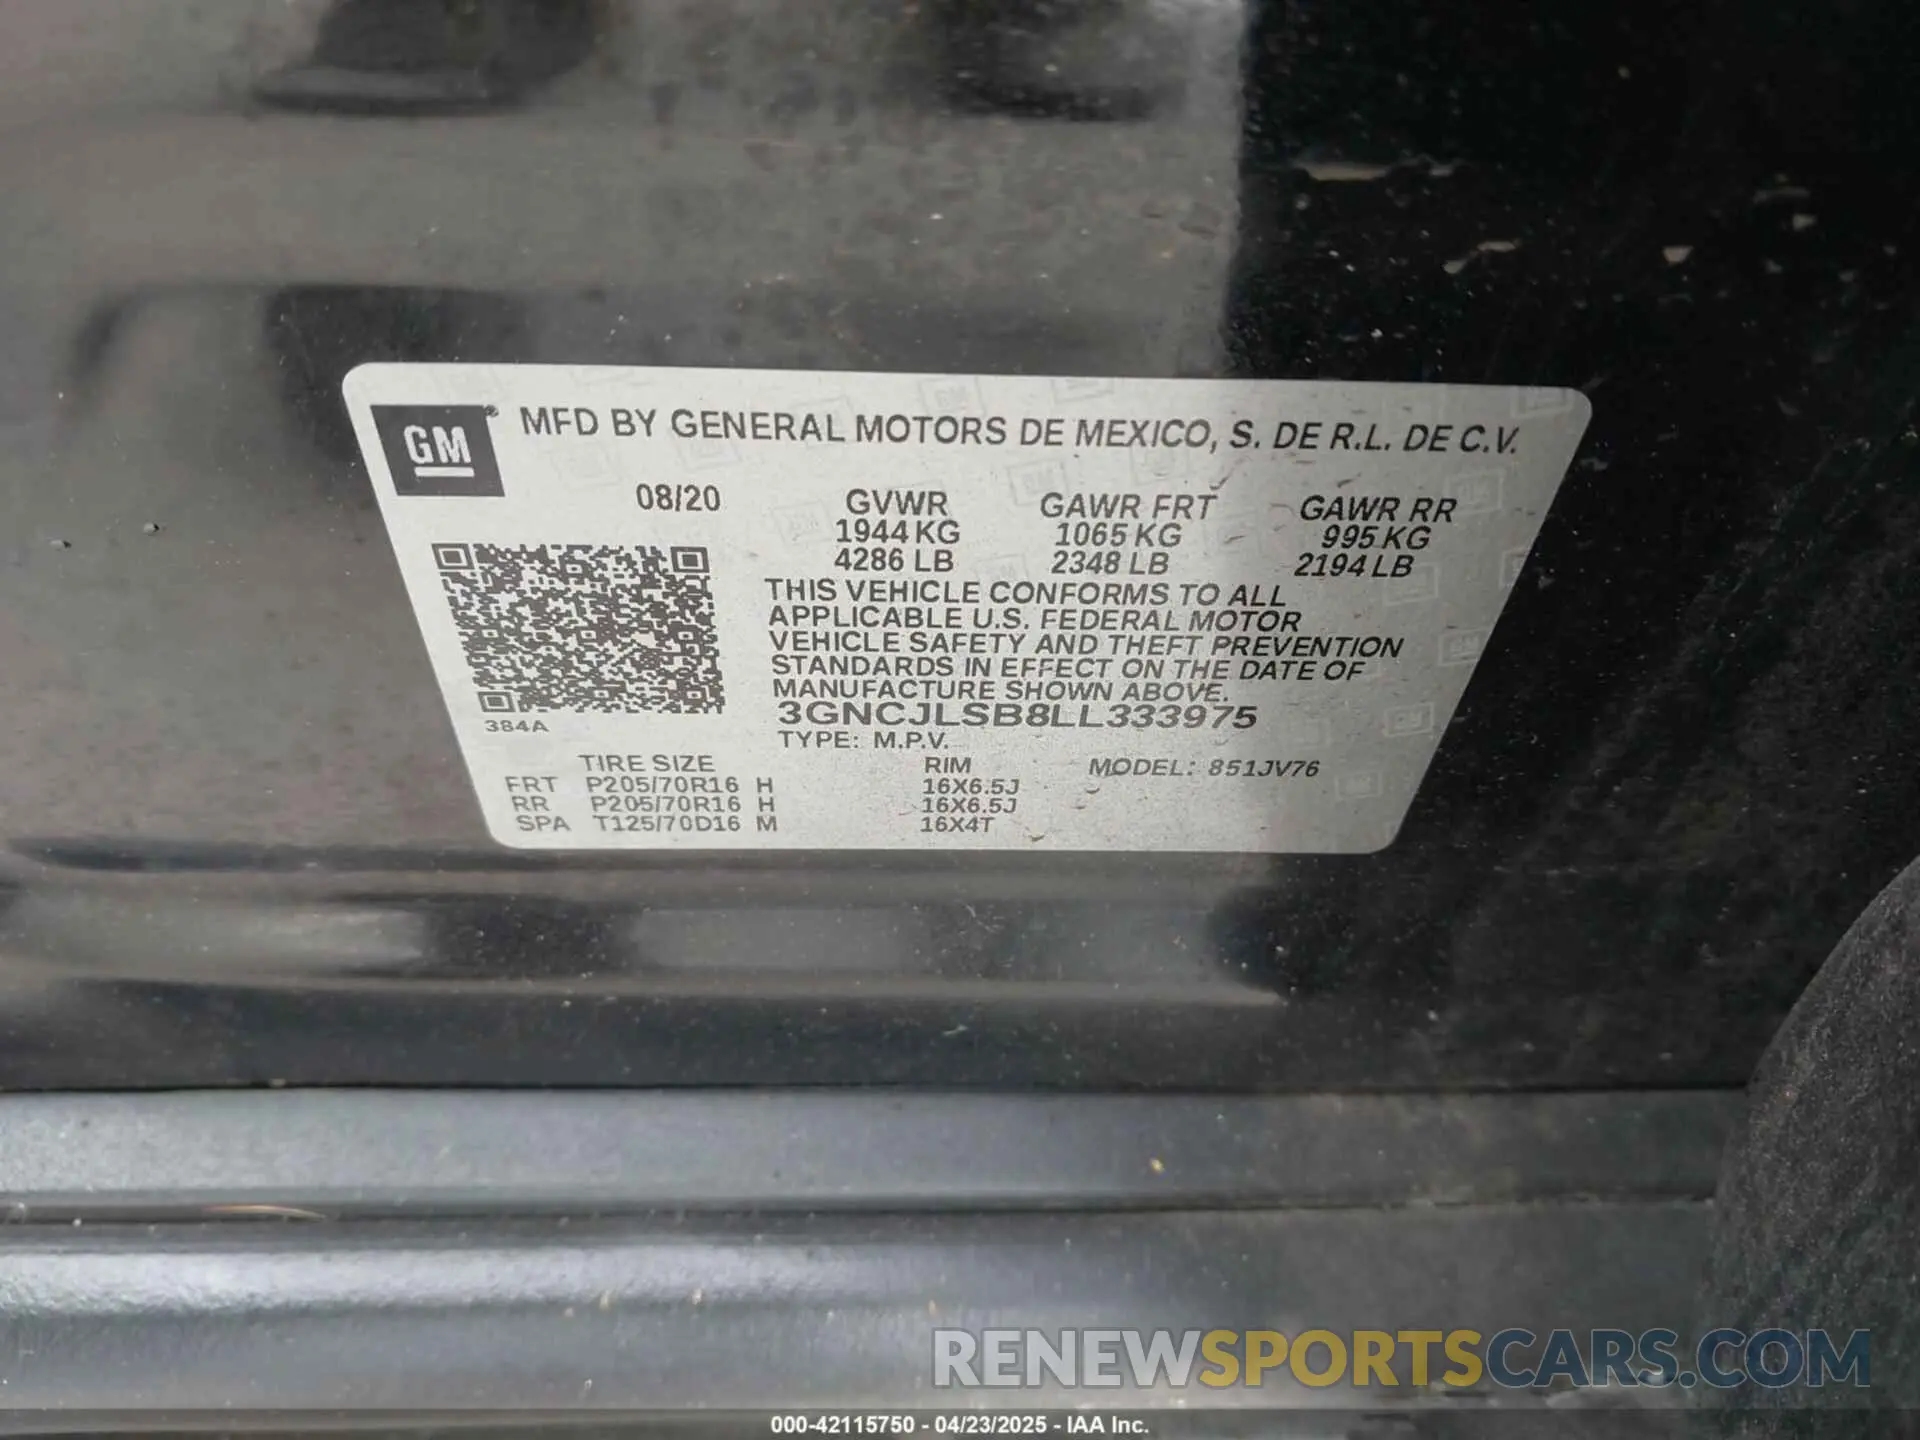 GM® MFD BY GENERAL MOTORS DE MEXICO, S. DE R.L. DE C.V.
08/20 GVWR GAWR FRT GAWR RR
1944 KG 1065 KG 995 KG
4286 LB 2348 LB 2194 LB
THIS VEHICLE CONFORMS TO ALL
APPLICABLE U.S. FEDERAL MOTOR
VEHICLE SAFETY AND THEFT PREVENTION
STANDARDS IN EFFECT ON THE DATE OF
MANUFACTURE SHOWN ABOVE.
3GNCJLSB8LL333975
384A
TYPE: M.P.V.
TIRE SIZE RIM MODEL: 851JV76
FRT P205/70R16 H 16X6.5J
RR P205/70R16 H 16X6.5J
SPA T125/70D16 M 16X4T
RENEWSPORTSCARS.COM
000-42115750 - 04/23/2025 - IAA Inc.